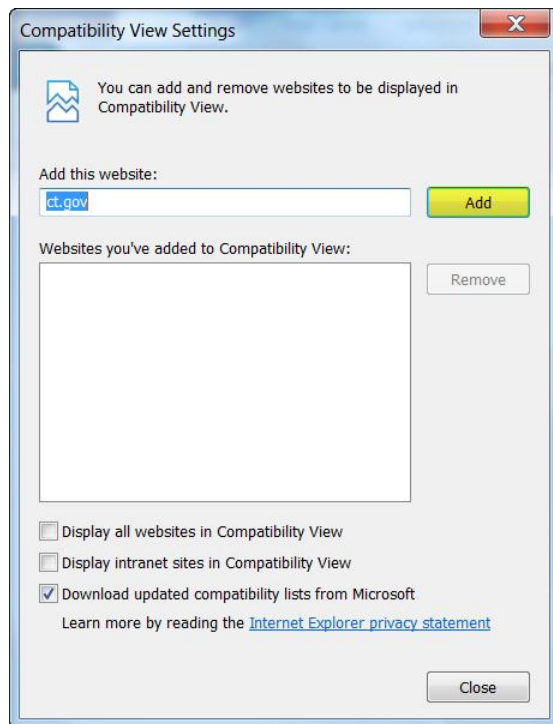 Compatibility View Settings
X
You can add and remove websites to be displayed in
Compatibility View.
Add this website:
ct.gov
Add
Websites you've added to Compatibility View:
Remove
Display all websites in Compatibility View
Display intranet sites in Compatibility View
Download updated compatibility lists from Microsoft
Learn more by reading the Internet Explorer privacy statement
Close